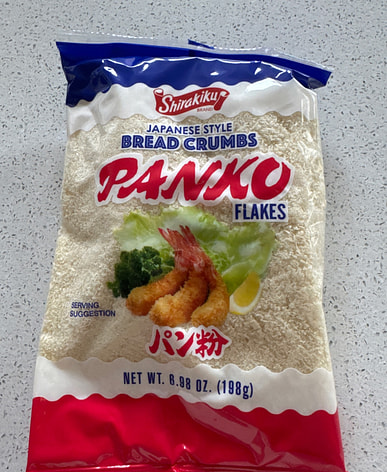 Shirakiku
BRAND
JAPANESE STYLE
BREAD CRUMBS
PANKO
FLAKES
SERVING
SUGGESTION
パン粉
NET WT. 6.98 OZ. (198g)